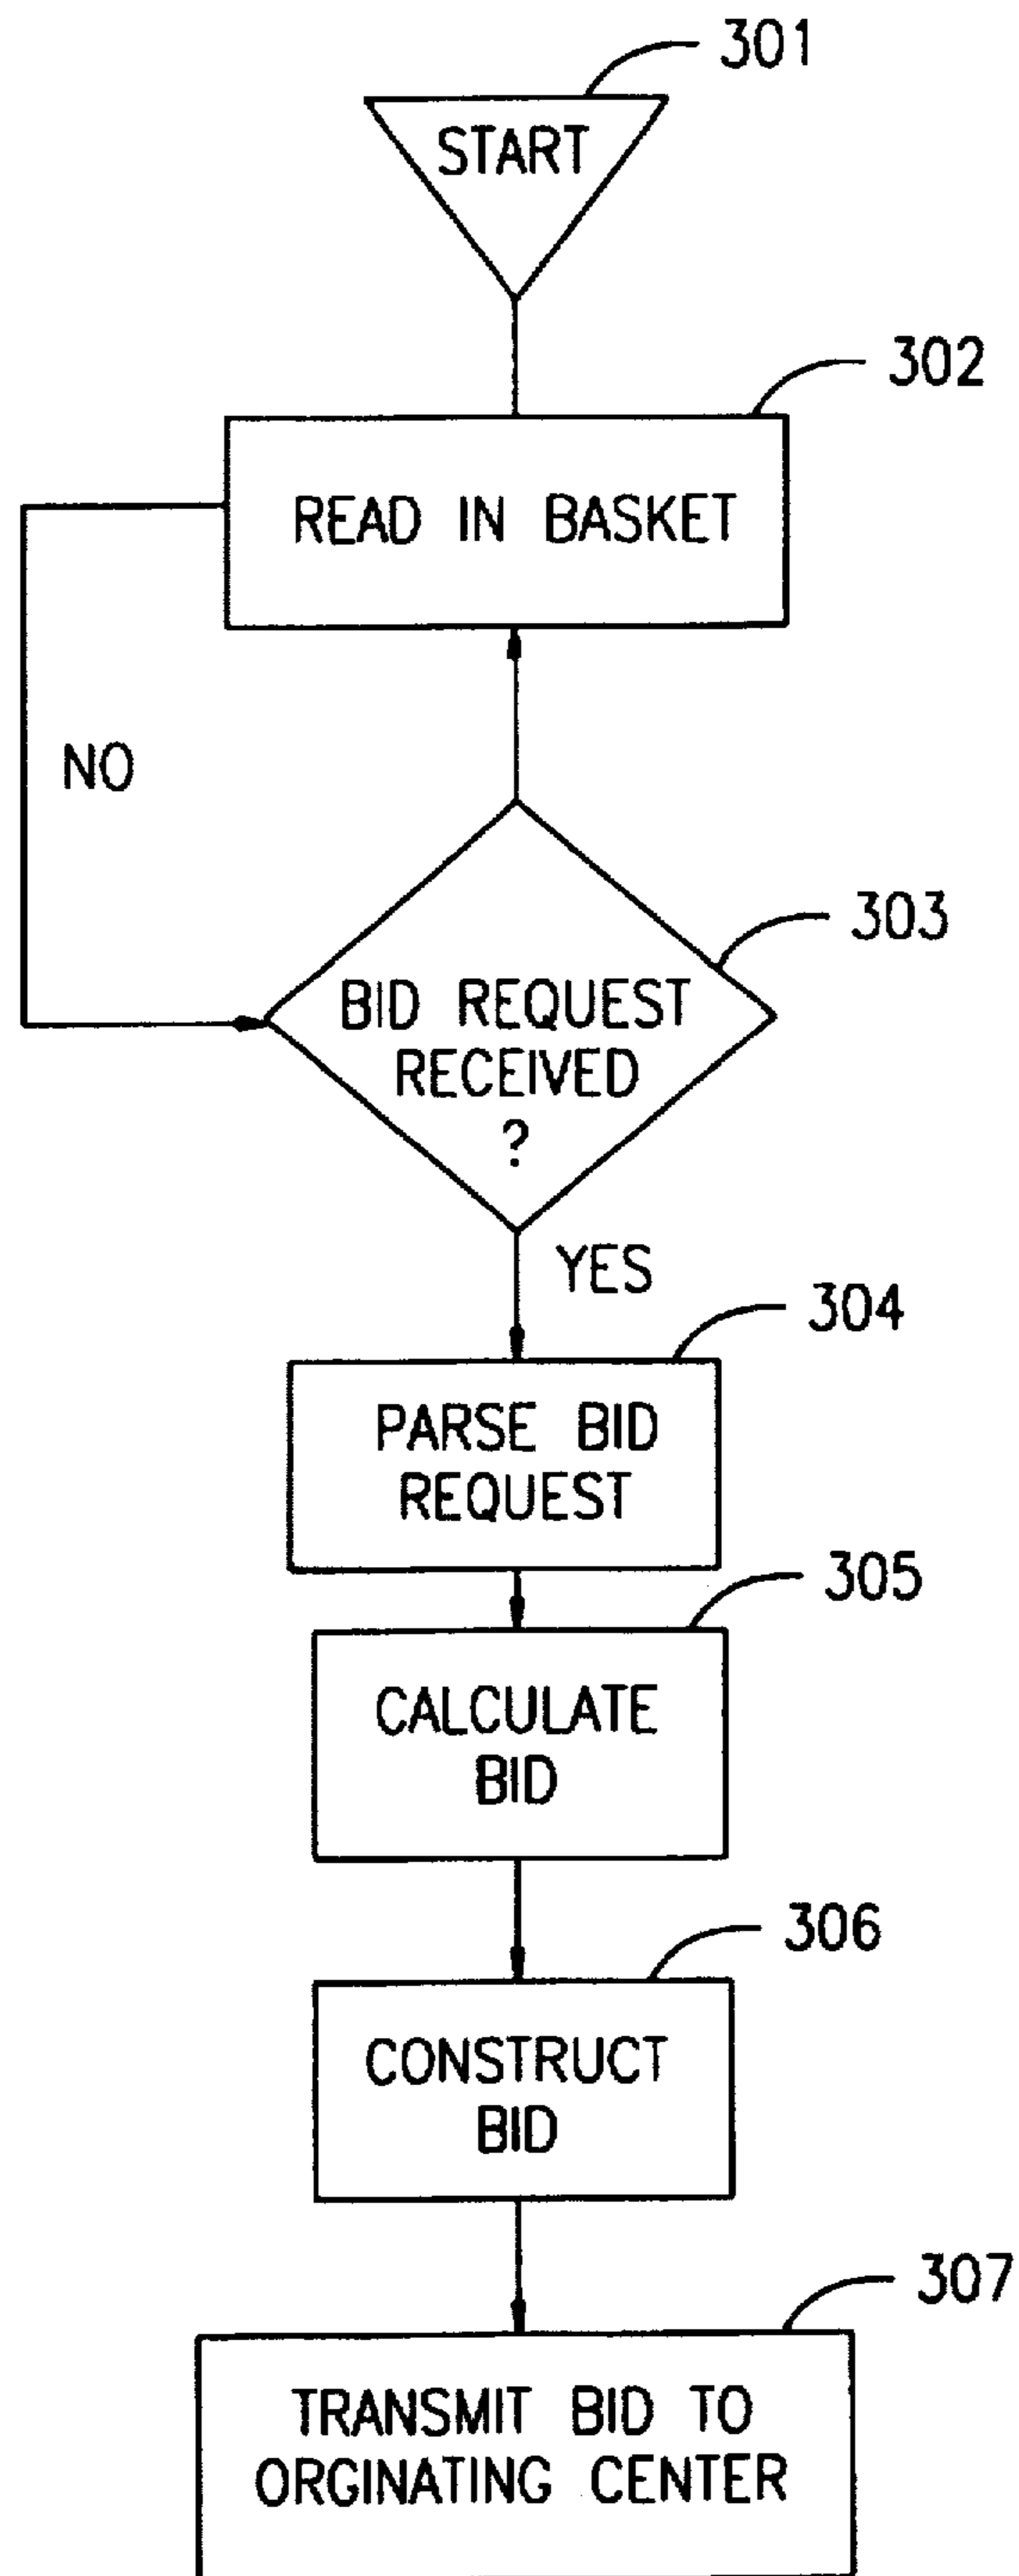 301
START
302
READ IN BASKET
NO
303
BID REQUEST
RECEIVED
?
YES
304
PARSE BID
REQUEST
305
CALCULATE
BID
306
CONSTRUCT
BID
307
TRANSMIT BID TO
ORGINATING CENTER